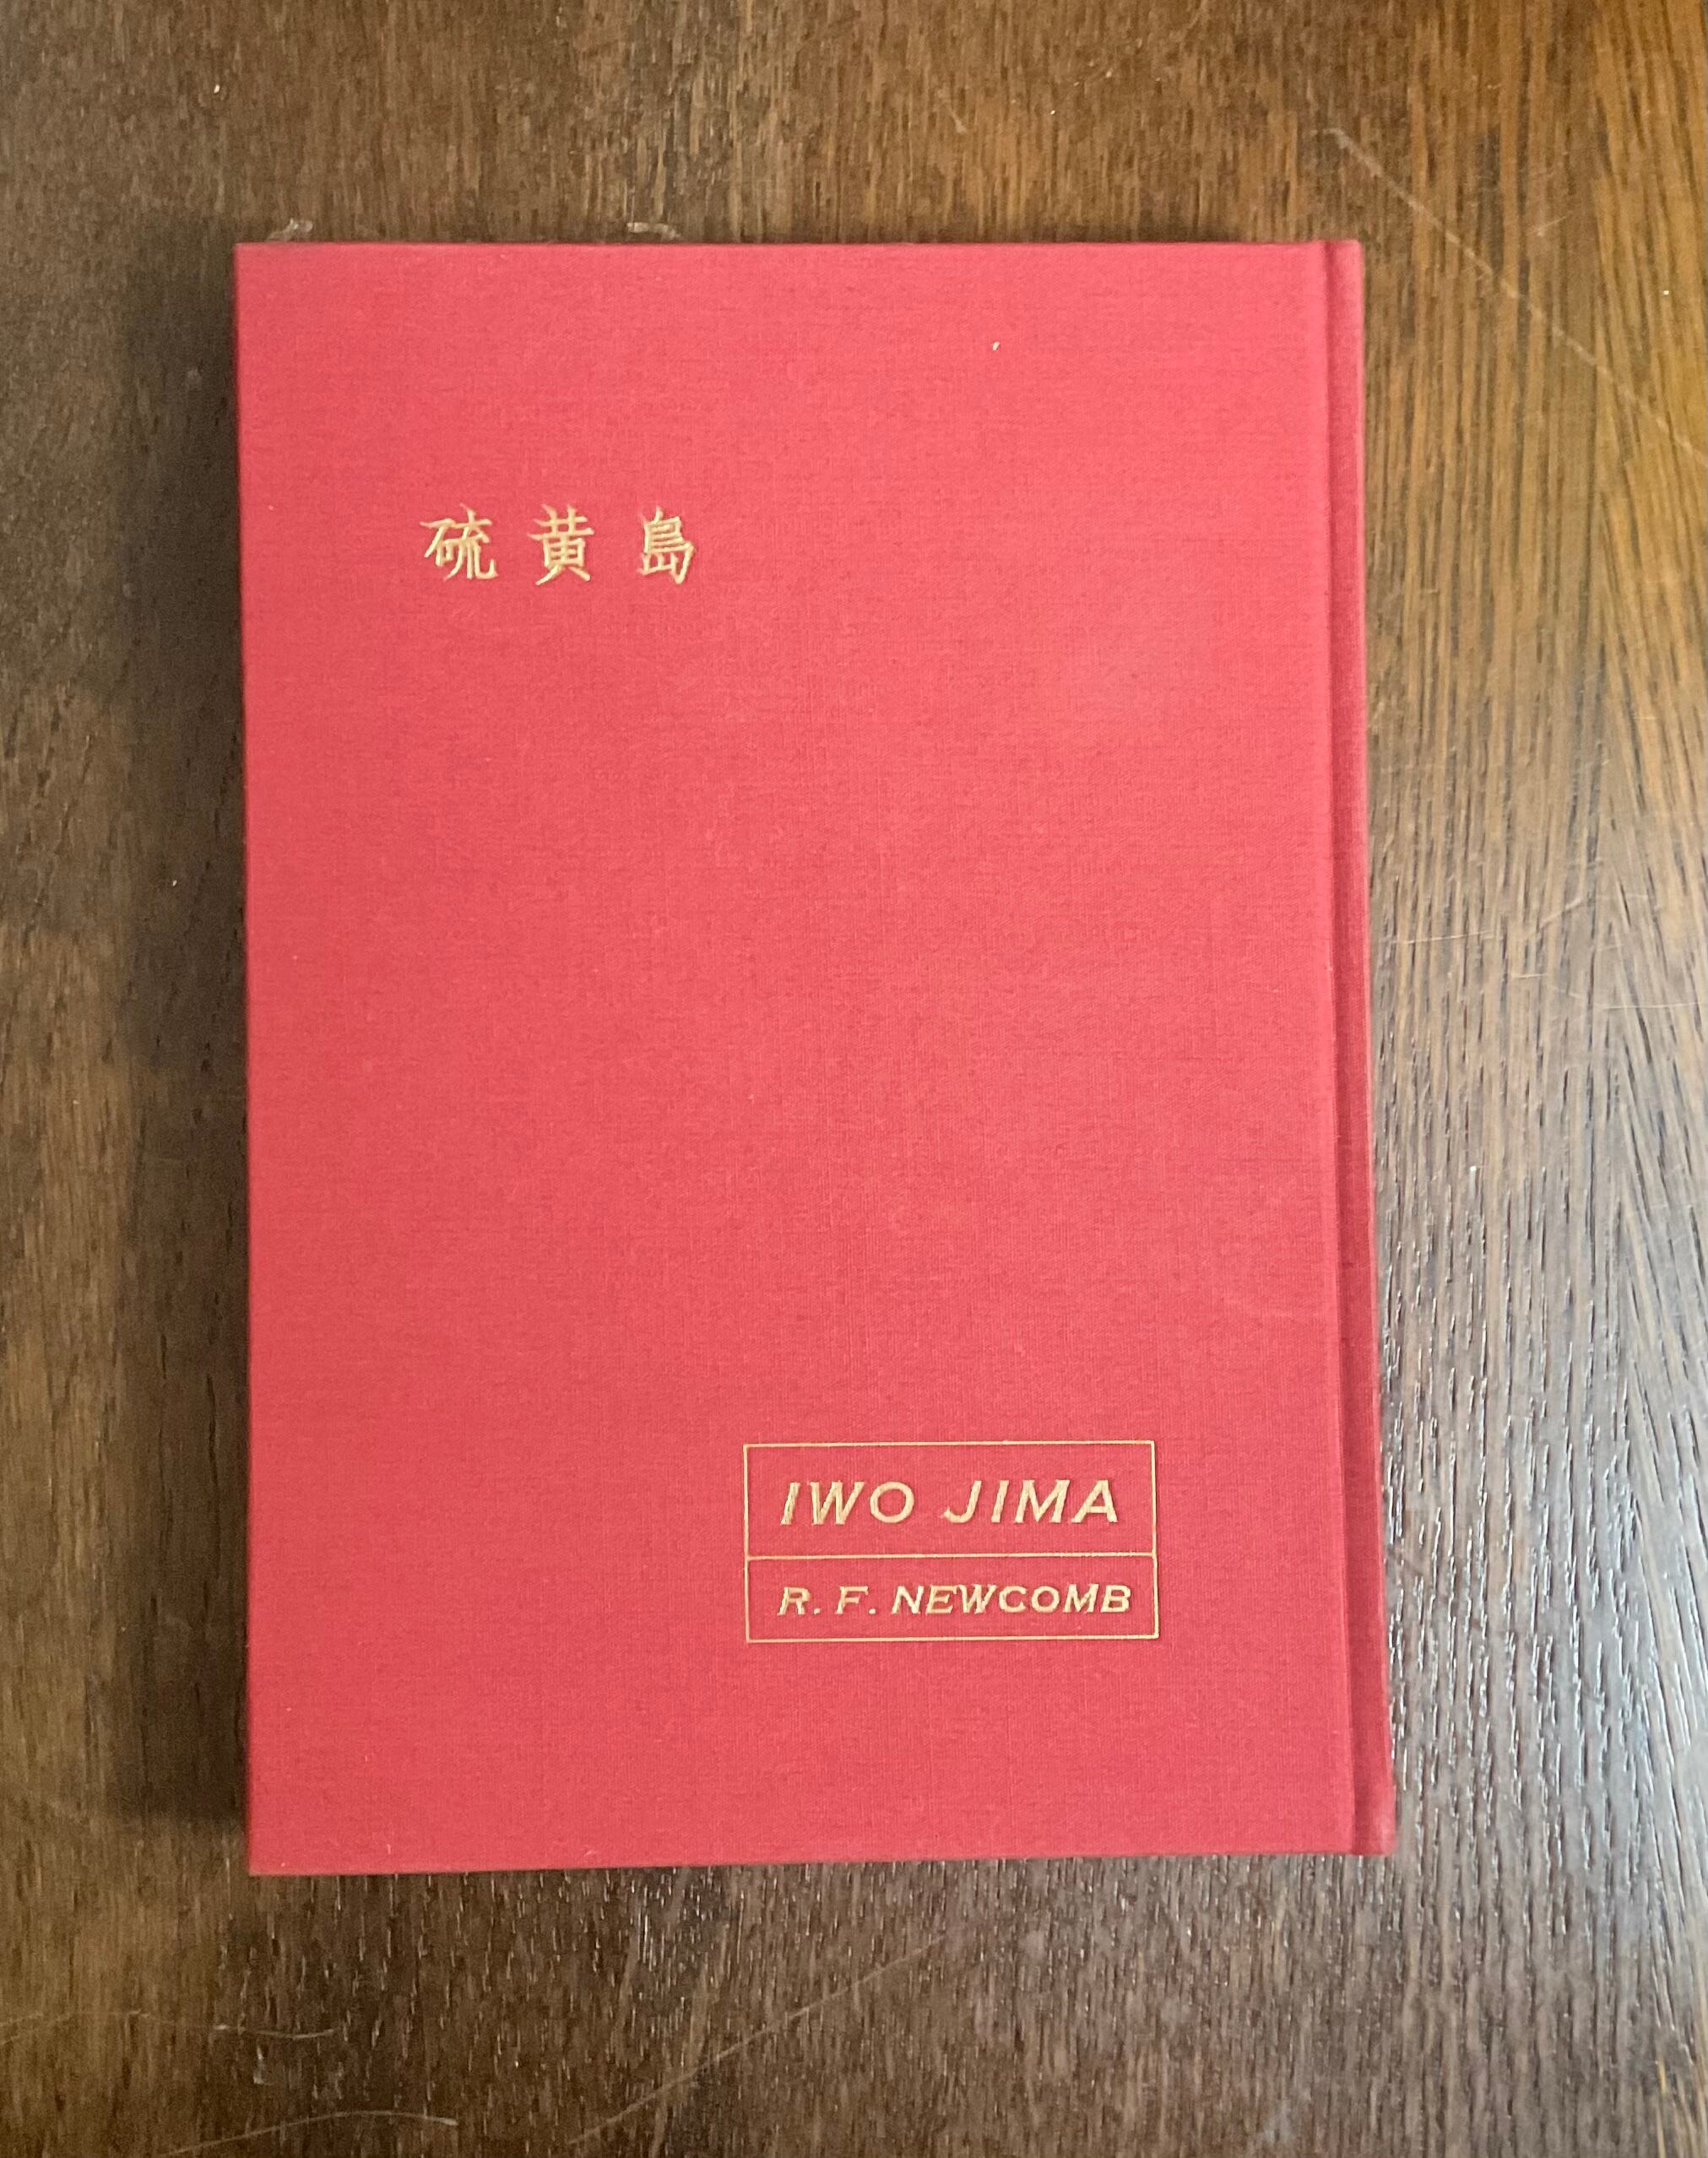 硫黄島
IWO JIMA
R. F. NEWCOMB